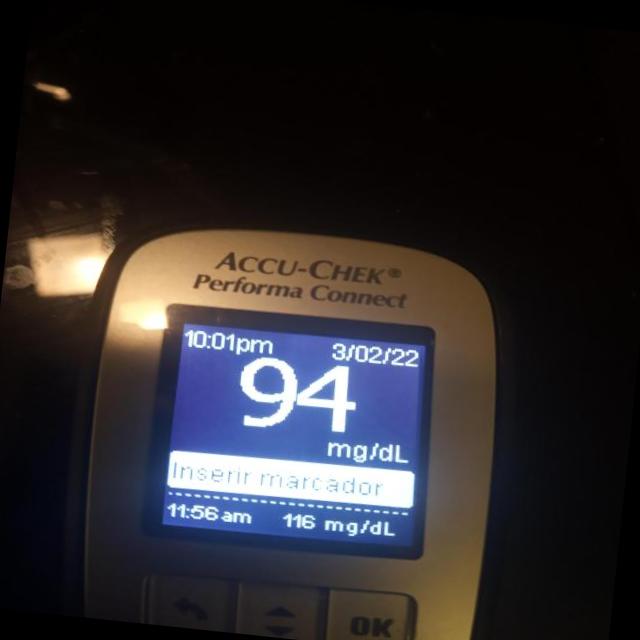 ACCU-CHEK®
Performa Connect
10:01pm 3/02/22
94
mg/dL
Inserir marcador
11:56 am 116 mg/dL
OK